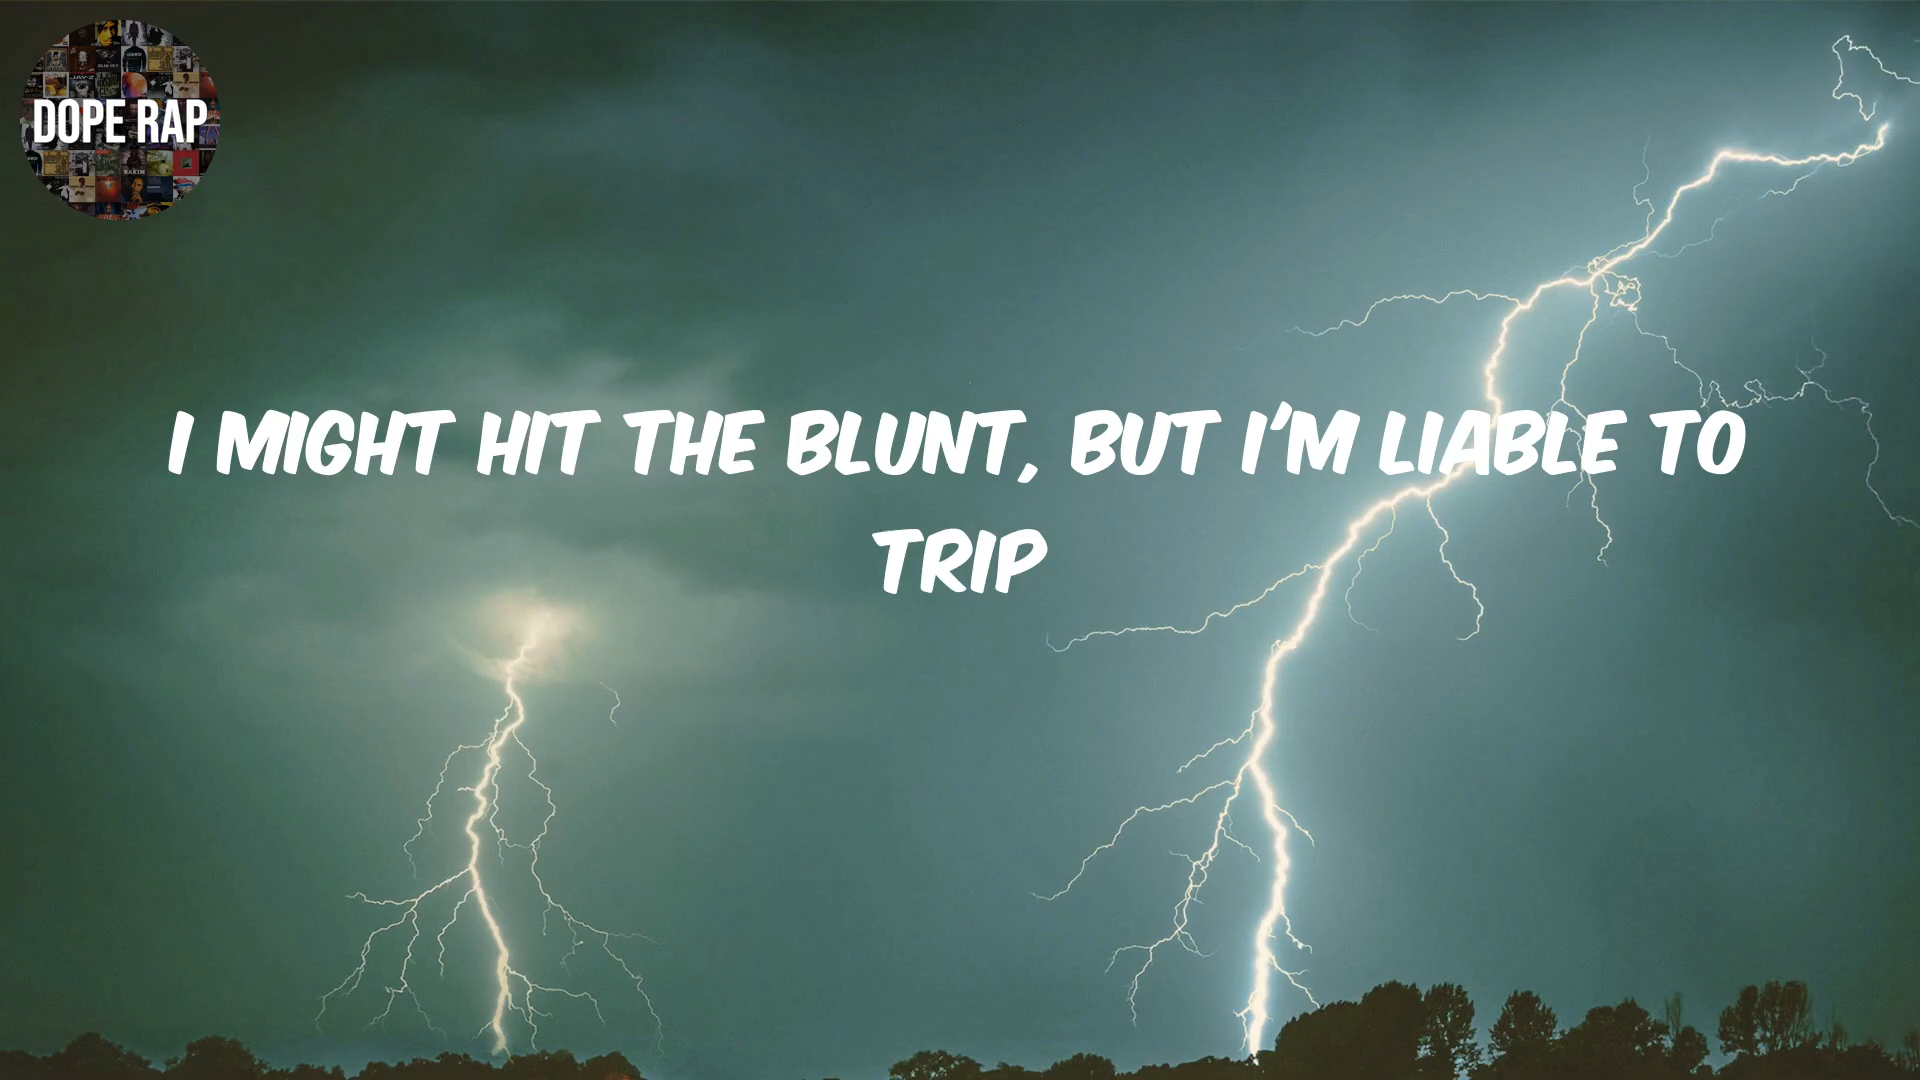 DOPE RAP
I MIGHT HIT THE BLUNT, BUT I'M LIABLE TO
TRIP